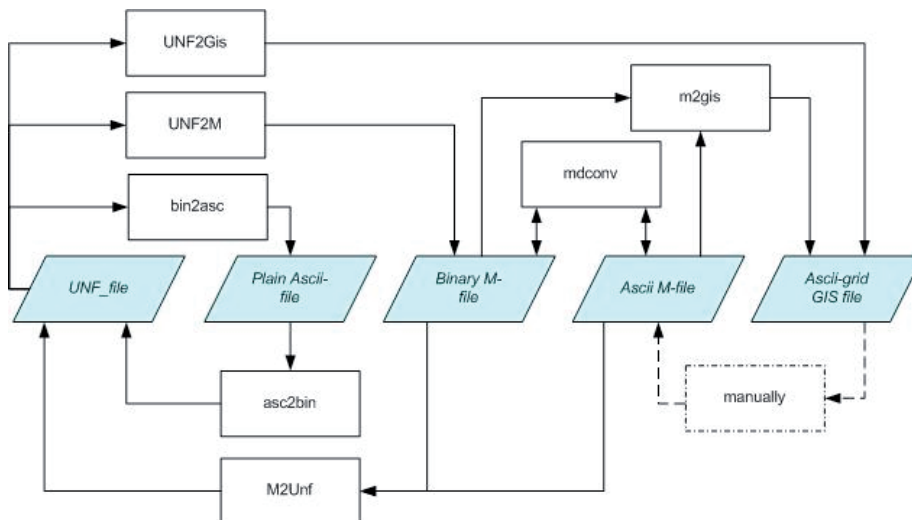 UNF2Gis
UNF2M
m2gis
mdconv
bin2asc
UNF_file
Plain Ascii-
file
Binary M-
file
Ascii M-file
Ascii-grid
GIS file
asc2bin
manually
M2Unf